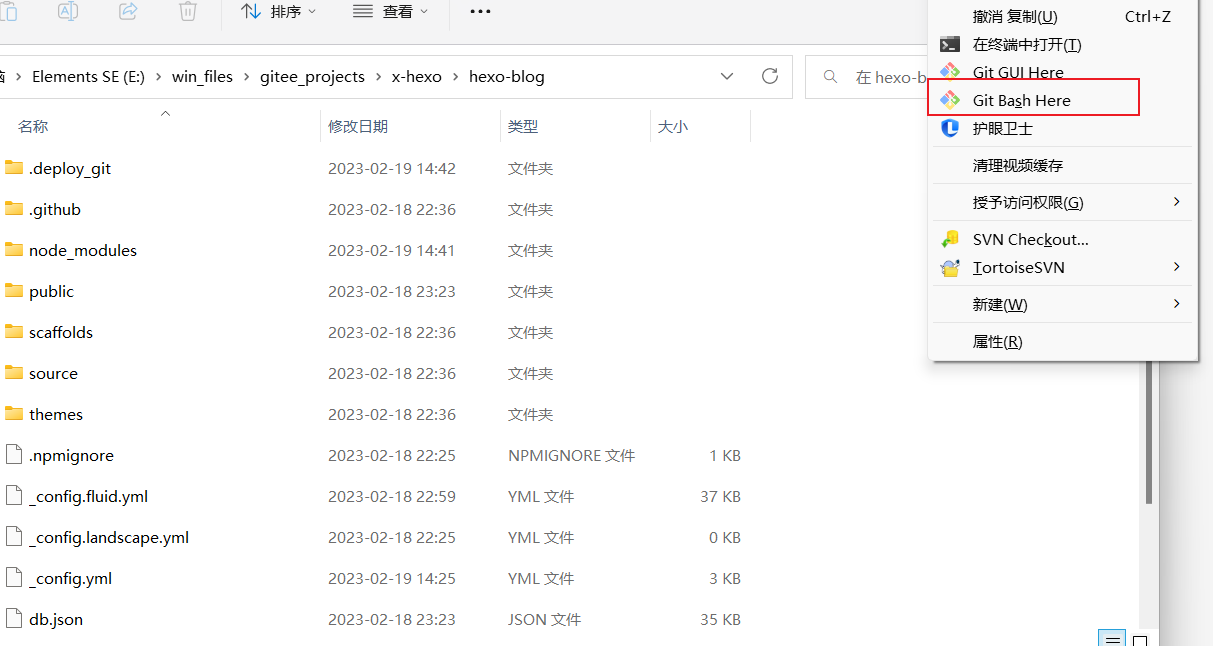 排序
查看
Elements SE (E:) > win_files > gitee_projects > x-hexo > hexo-blog
在 hexo-b
名称 修改日期 类型 大小
.deploy_git 2023-02-19 14:42 文件夹
.github 2023-02-18 22:36 文件夹
node_modules 2023-02-19 14:41 文件夹
public 2023-02-18 23:23 文件夹
scaffolds 2023-02-18 22:36 文件夹
source 2023-02-18 22:36 文件夹
themes 2023-02-18 22:36 文件夹
.npmignore 2023-02-18 22:25 NPMIGNORE 文件 1 KB
_config.fluid.yml 2023-02-18 22:59 YML 文件 37 KB
_config.landscape.yml 2023-02-18 22:25 YML 文件 0 KB
_config.yml 2023-02-19 14:25 YML 文件 3 KB
db.json 2023-02-18 23:23 JSON 文件 35 KB
撤消 复制(U) Ctrl+Z
在终端中打开(T)
Git GUI Here
Git Bash Here
护眼卫士
清理视频缓存
授予访问权限(G)
SVN Checkout...
TortoiseSVN
新建(W)
属性(R)